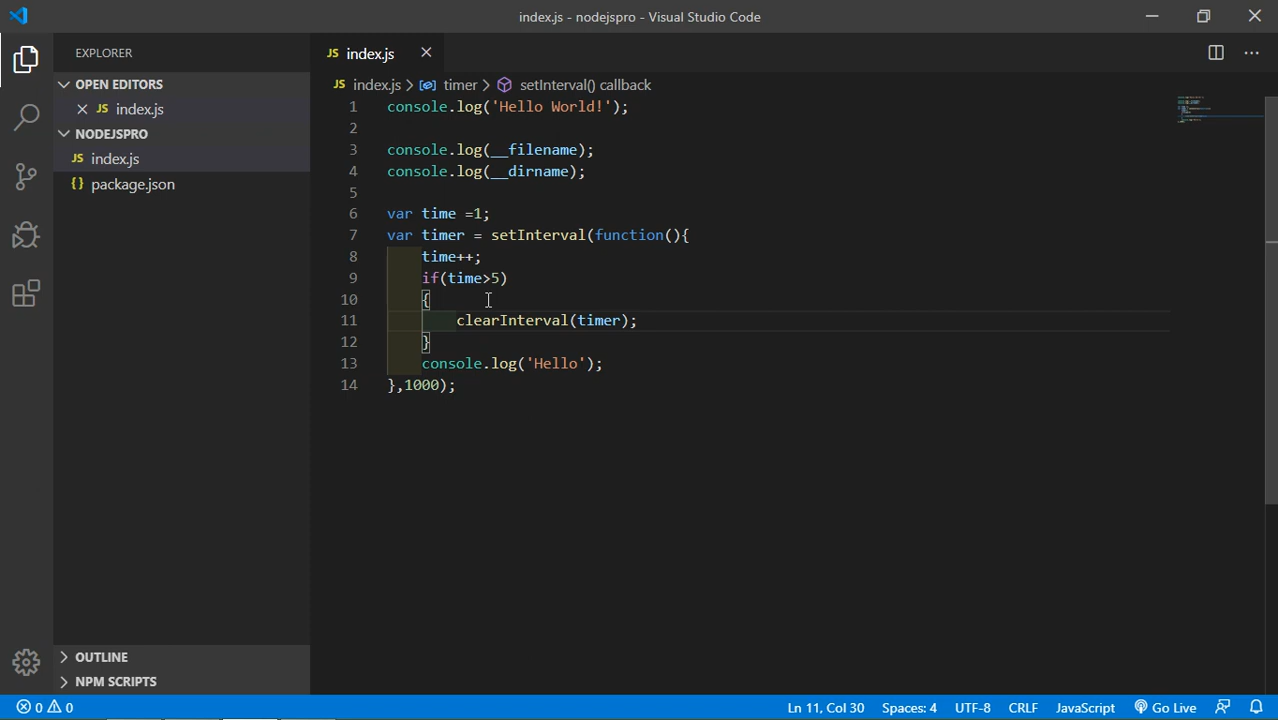 index.js - nodejspro - Visual Studio Code
EXPLORER
OPEN EDITORS
JS index.js
NODEJSPRO
JS index.js
{} package.json
OUTLINE
NPM SCRIPTS
JS index.js
JS index.js > timer > setInterval() callback
1 console.log('Hello World!');
2
3 console.log(__filename);
4 console.log(__dirname);
5
6 var time =1;
7 var timer = setInterval(function(){
8 time++;
9 if(time>5)
10 {
11 clearInterval(timer);
12 }
13 console.log('Hello');
14 },1000);
0 0 Ln 11, Col 30 Spaces: 4 UTF-8 CRLF JavaScript Go Live